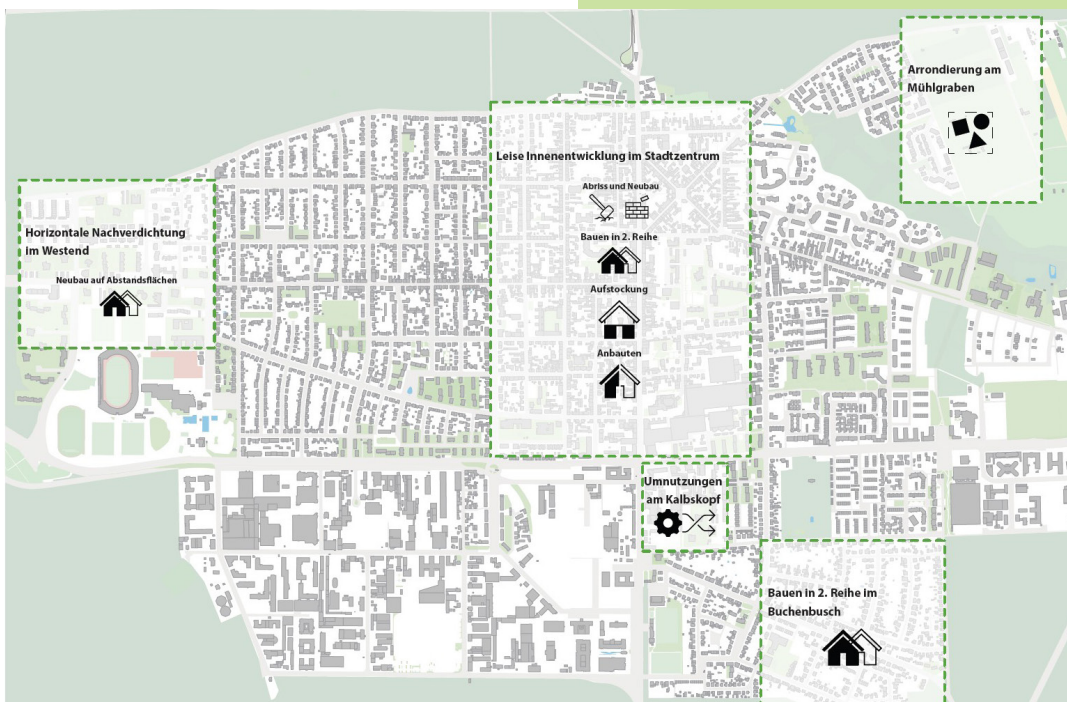 Arrondierung am
Mühlgraben
Leise Innenentwicklung im Stadtzentrum
Abriss und Neubau
Bauen in 2. Reihe
Aufstockung
Anbauten
Horizontale Nachverdichtung
im Westend
Neubau auf Abstandsflächen
Umnutzungen
am Kalbskopf
Bauen in 2. Reihe im
Buchenbusch